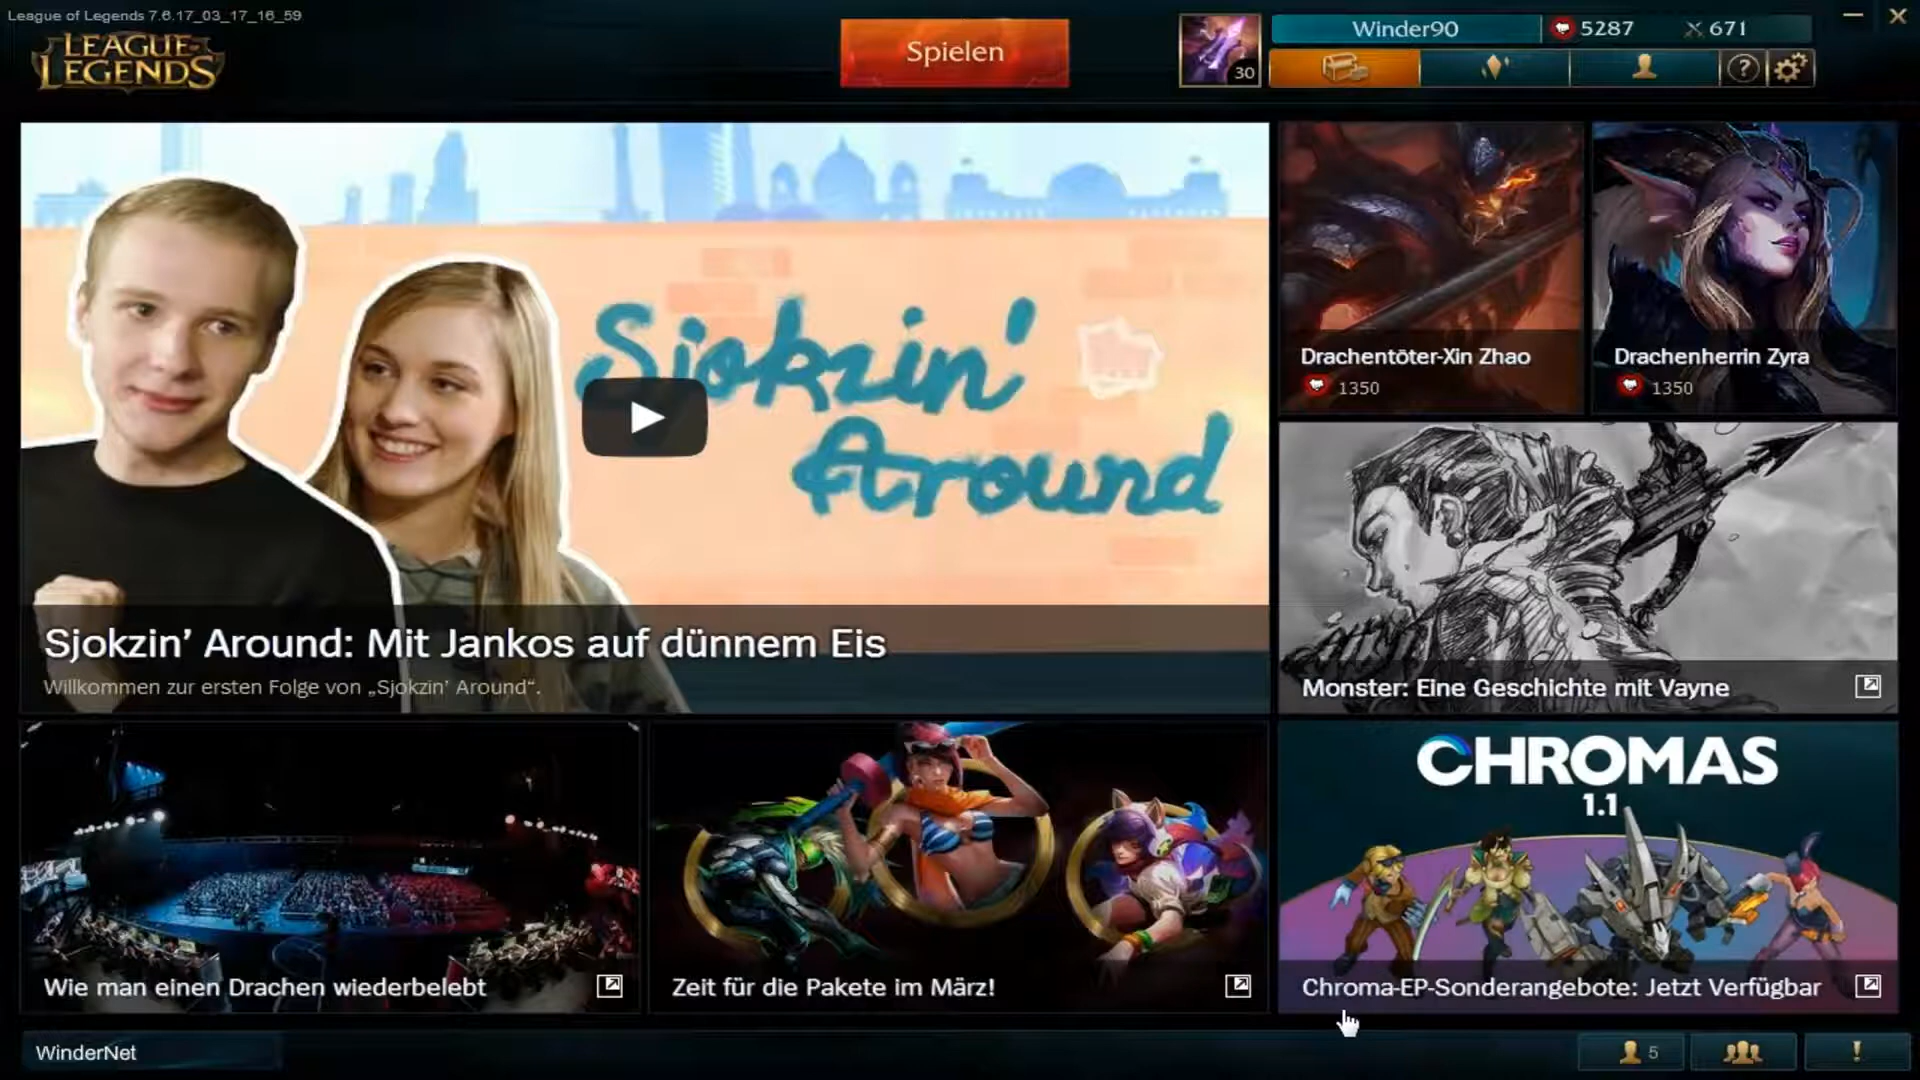 League of Legends 7.6.17_03_17_16_59
LEAGUE OF LEGENDS
Spielen
30
Winder90
5287
671
?
Sjokzin' Around
Sjokzin’ Around: Mit Jankos auf dünnem Eis
Willkommen zur ersten Folge von „Sjokzin’ Around“.
Drachentöter-Xin Zhao
1350
Drachenherrin Zyra
1350
Monster: Eine Geschichte mit Vayne
Wie man einen Drachen wiederbelebt
Zeit für die Pakete im März!
CHROMAS
1.1
Chroma-EP-Sonderangebote: Jetzt Verfügbar
WinderNet
5
!